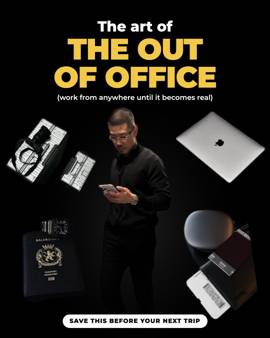 The art of
THE OUT
OF OFFICE
(work from anywhere until it becomes real)
SAVE THIS BEFORE YOUR NEXT TRIP